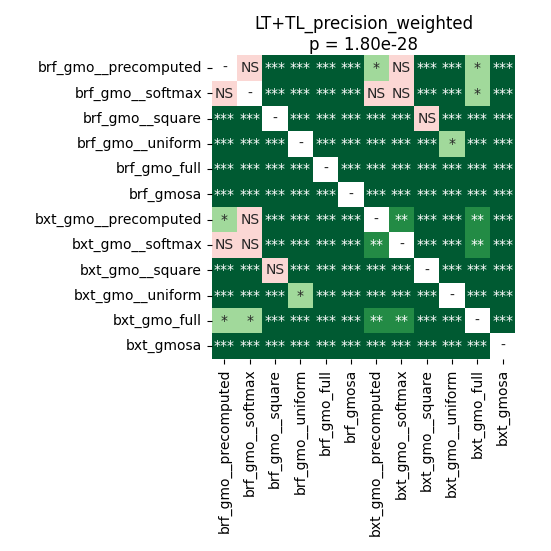 LT+TL_precision_weighted
p = 1.80e-28
brf_gmo__precomputed - NS *** *** *** *** * NS *** *** * ***
brf_gmo__softmax NS - *** *** *** *** NS NS *** *** * ***
brf_gmo__square *** *** - *** *** *** *** *** NS *** *** ***
brf_gmo__uniform *** *** *** - *** *** *** *** *** * *** ***
brf_gmo_full *** *** *** *** - *** *** *** *** *** *** ***
brf_gmosa *** *** *** *** *** - *** *** *** *** *** ***
bxt_gmo__precomputed * NS *** *** *** *** - ** *** *** ** ***
bxt_gmo__softmax NS NS *** *** *** *** ** - *** *** ** ***
bxt_gmo__square *** *** NS *** *** *** *** *** - *** *** ***
bxt_gmo__uniform *** *** *** * *** *** *** *** *** - *** ***
bxt_gmo_full * * *** *** *** *** ** ** *** *** - ***
bxt_gmosa *** *** *** *** *** *** *** *** *** *** *** -
brf_gmo__precomputed
brf_gmo__softmax
brf_gmo__square
brf_gmo__uniform
brf_gmo_full
brf_gmosa
bxt_gmo__precomputed
bxt_gmo__softmax
bxt_gmo__square
bxt_gmo__uniform
bxt_gmo_full
bxt_gmosa